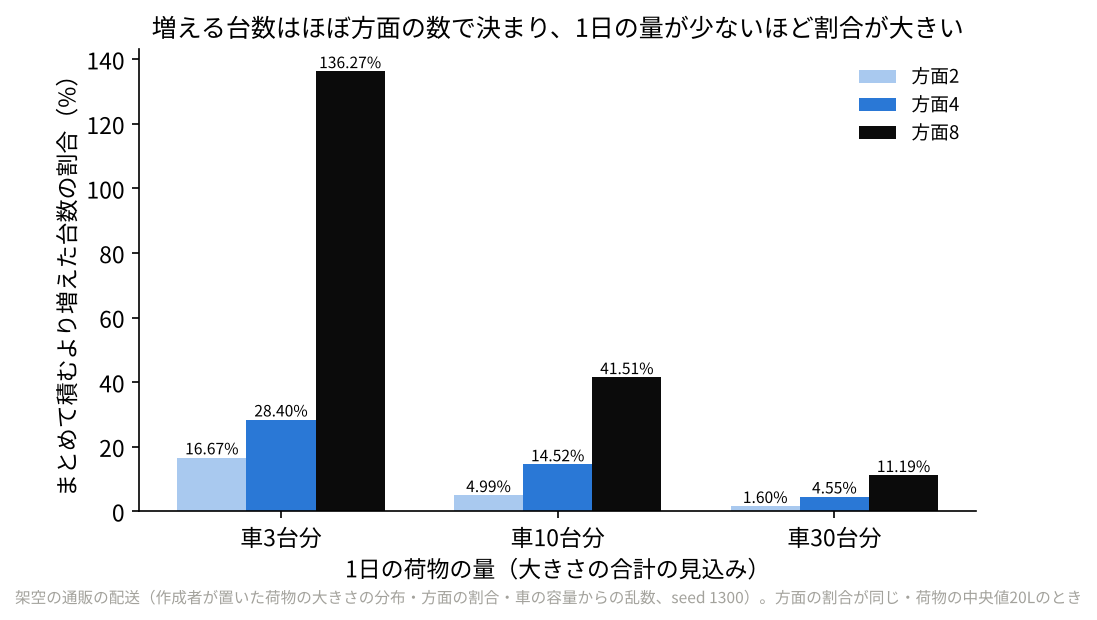 増える台数はほぼ方面の数で決まり、1日の量が少ないほど割合が大きい
まとめて積むより増えた台数の割合（%）
140
120
100
80
60
40
20
0
方面2
方面4
方面8
16.67%
28.40%
136.27%
4.99%
14.52%
41.51%
1.60%
4.55%
11.19%
車3台分
車10台分
車30台分
1日の荷物の量（大きさの合計の見込み）
架空の通販の配送（作成者が置いた荷物の大きさの分布・方面の割合・車の容量からの乱数、seed 1300）。方面の割合が同じ・荷物の中央値20Lのとき